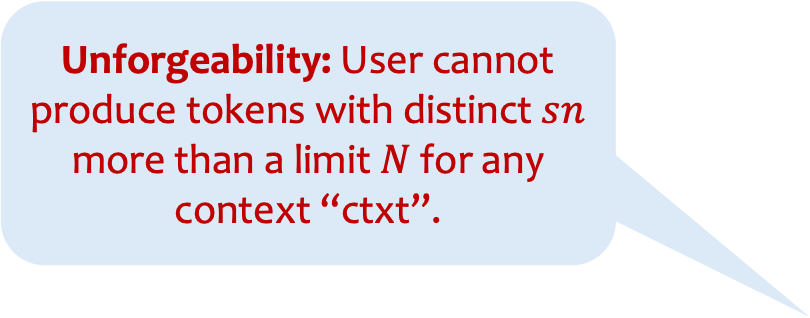 Unforgeability: User cannot
produce tokens with distinct sn
more than a limit N for any
context “ctxt”.